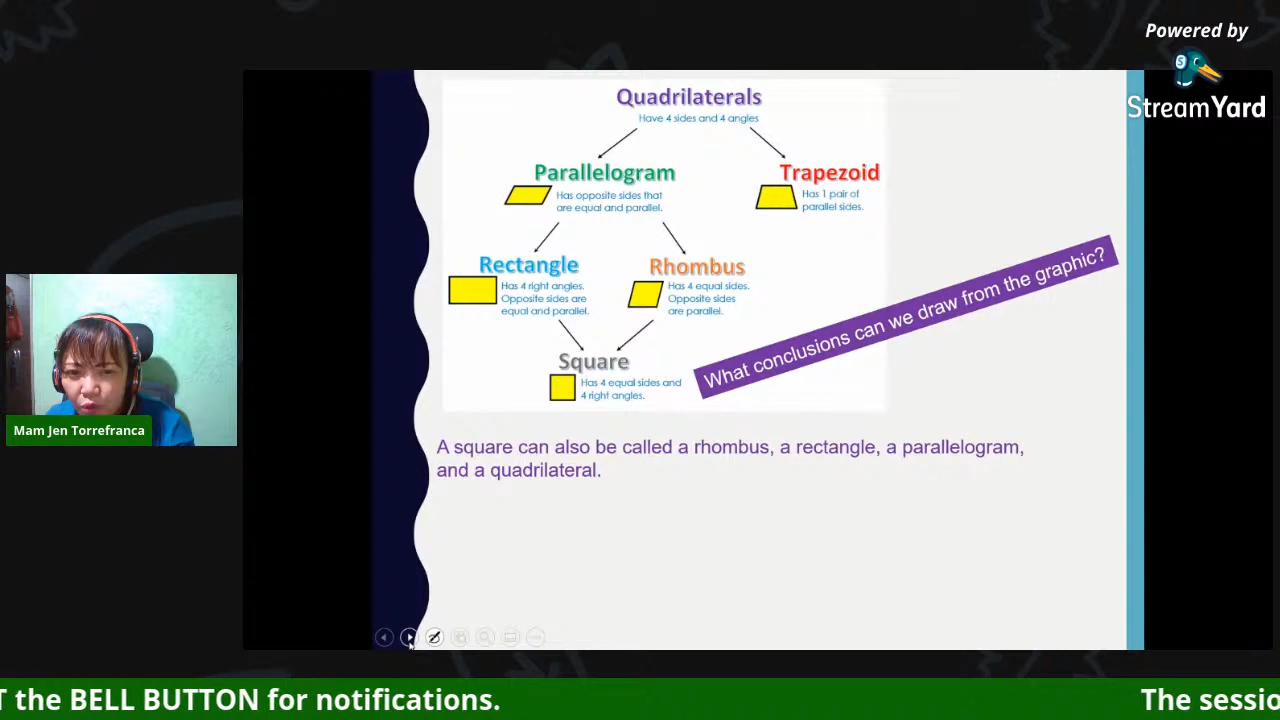 Powered by
StreamYard
Quadrilaterals
Have 4 sides and 4 angles
Parallelogram
Has opposite sides that
are equal and parallel.
Trapezoid
Has 1 pair of
parallel sides.
Rectangle
Has 4 right angles.
Opposite sides are
equal and parallel.
Rhombus
Has 4 equal sides.
Opposite sides
are parallel.
Square
Has 4 equal sides and
4 right angles.
What conclusions can we draw from the graphic?
A square can also be called a rhombus, a rectangle, a parallelogram,
and a quadrilateral.
Mam Jen Torrefranca
T the BELL BUTTON for notifications.
The sessio